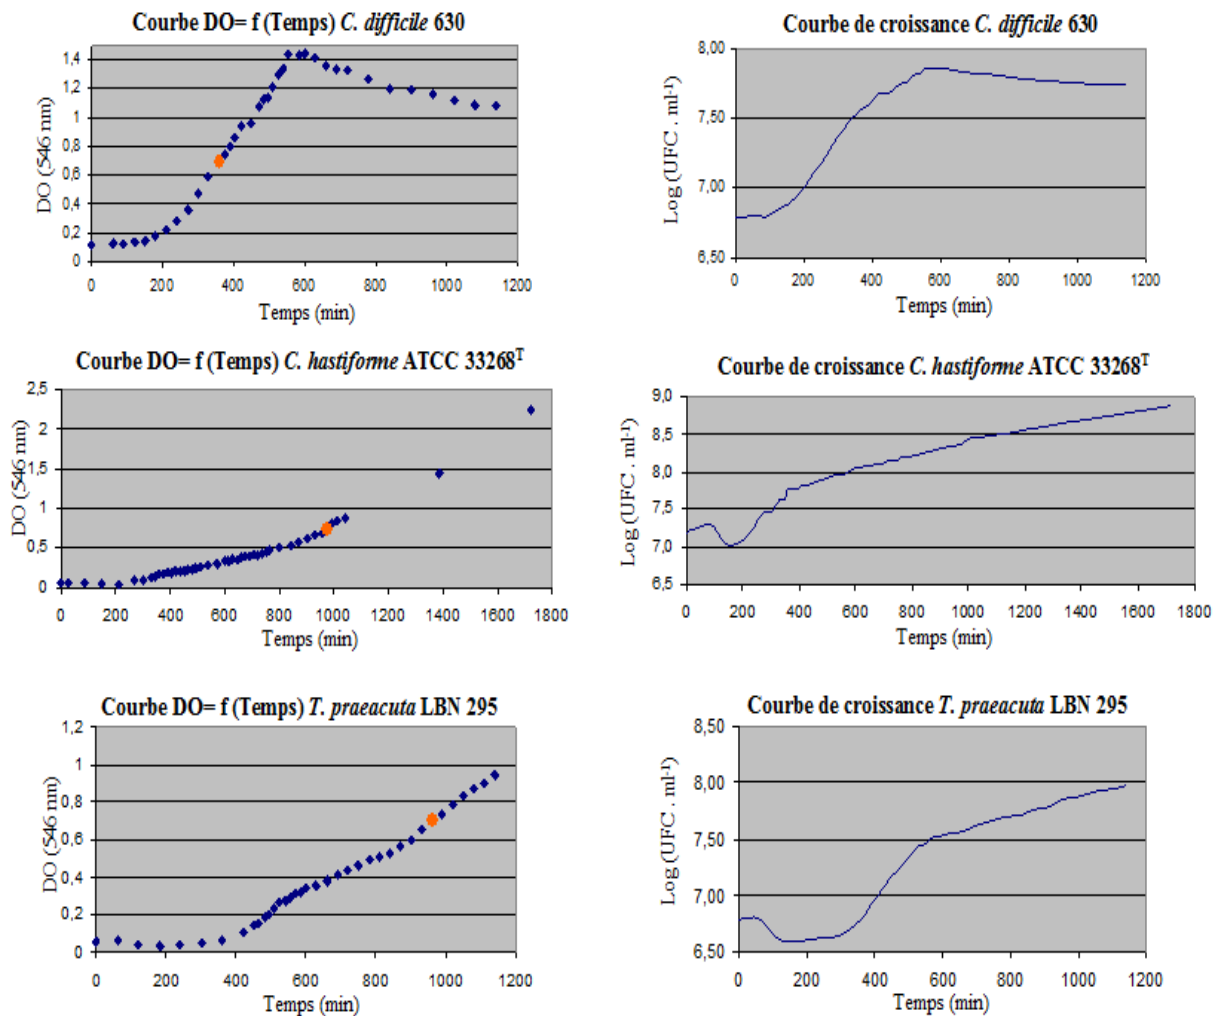 Courbe DO= f (Temps) C. difficile 630
DO (546 nm)
1,4
1,2
1
0,8
0,6
0,4
0,2
0
0 200 400 600 800 1000 1200
Temps (min)
Courbe de croissance C. difficile 630
Log (UFC . ml-1)
8,00
7,50
7,00
6,50
0 200 400 600 800 1000 1200
Temps (min)
Courbe DO= f (Temps) C. hastiforme ATCC 33268T
DO (546 nm)
2,5
2
1,5
1
0,5
0
0 200 400 600 800 1000 1200 1400 1600 1800
Temps (min)
Courbe de croissance C. hastiforme ATCC 33268T
Log (UFC . ml-1)
9,0
8,5
8,0
7,5
7,0
6,5
0 200 400 600 800 1000 1200 1400 1600 1800
Temps (min)
Courbe DO= f (Temps) T. praeacuta LBN 295
DO (546 nm)
1,2
1
0,8
0,6
0,4
0,2
0
0 200 400 600 800 1000 1200
Temps (min)
Courbe de croissance T. praeacuta LBN 295
Log (UFC . ml-1)
8,50
8,00
7,50
7,00
6,50
0 200 400 600 800 1000 1200
Temps (min)